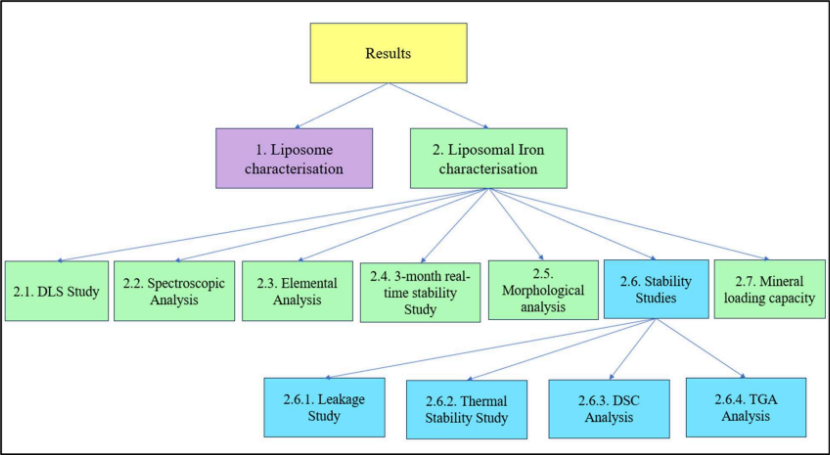 Results
1. Liposome
characterisation
2. Liposomal Iron
characterisation
2.1. DLS Study
2.2. Spectroscopic
Analysis
2.3. Elemental
Analysis
2.4. 3-month real-
time stability
Study
2.5.
Morphological
analysis
2.6. Stability
Studies
2.7. Mineral
loading capacity
2.6.1. Leakage
Study
2.6.2. Thermal
Stability Study
2.6.3. DSC
Analysis
2.6.4. TGA
Analysis